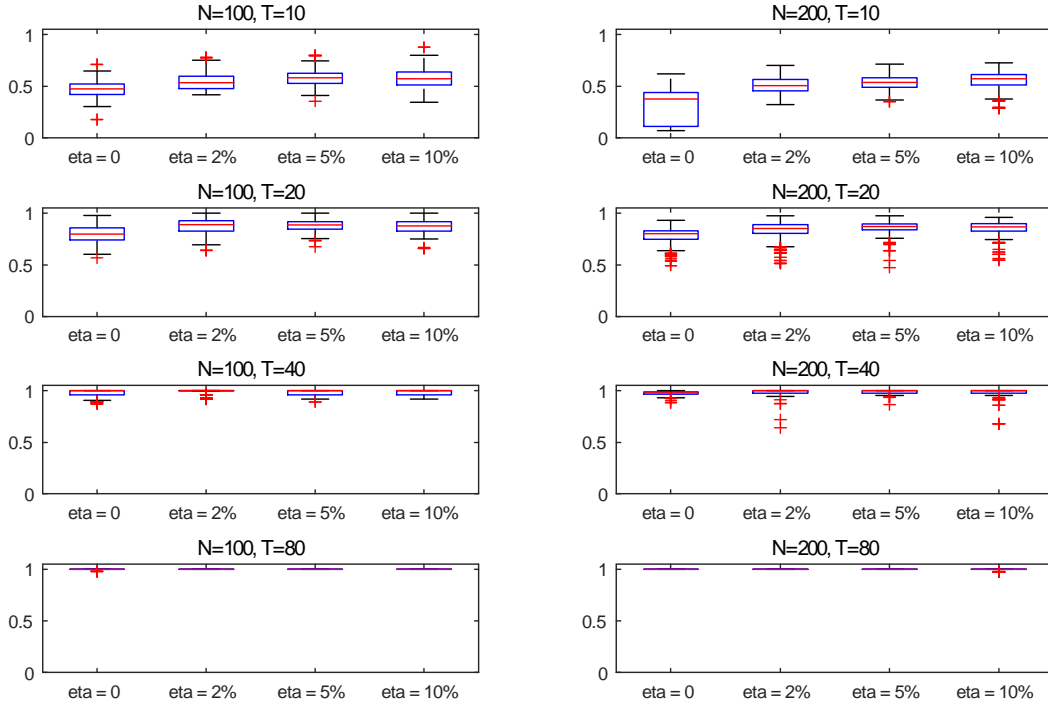 N=100, T=10
1
0.5
0
eta = 0 eta = 2% eta = 5% eta = 10%
N=200, T=10
1
0.5
0
eta = 0 eta = 2% eta = 5% eta = 10%
N=100, T=20
1
0.5
0
eta = 0 eta = 2% eta = 5% eta = 10%
N=200, T=20
1
0.5
0
eta = 0 eta = 2% eta = 5% eta = 10%
N=100, T=40
1
0.5
0
eta = 0 eta = 2% eta = 5% eta = 10%
N=200, T=40
1
0.5
0
eta = 0 eta = 2% eta = 5% eta = 10%
N=100, T=80
1
0.5
0
eta = 0 eta = 2% eta = 5% eta = 10%
N=200, T=80
1
0.5
0
eta = 0 eta = 2% eta = 5% eta = 10%